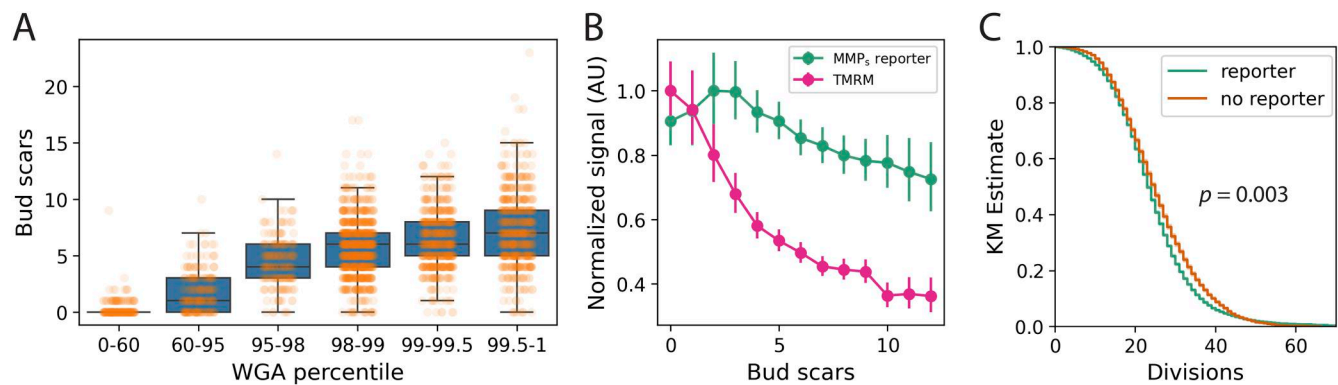 A
Bud scars
20
15
10
5
0
0-60 60-95 95-98 98-99 99-99.5 99.5-1
WGA percentile
B
Normalized signal (AU)
1.0
0.8
0.6
0.4
MMPs reporter
TMRM
0 5 10
Bud scars
C
KM Estimate
1.0
0.8
0.6
0.4
0.2
0.0
reporter
no reporter
p = 0.003
0 20 40 60
Divisions